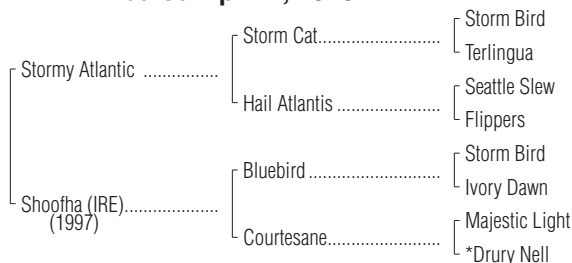 Storm Bird
Storm Cat..............................
Terlingua
Stormy Atlantic ..................
Seattle Slew
Hail Atlantis .........................
Flippers
Storm Bird
Bluebird ................................
Ivory Dawn
Shoofha (IRE)......................
(1997)
Majestic Light
Courtesane...........................
*Drury Nell